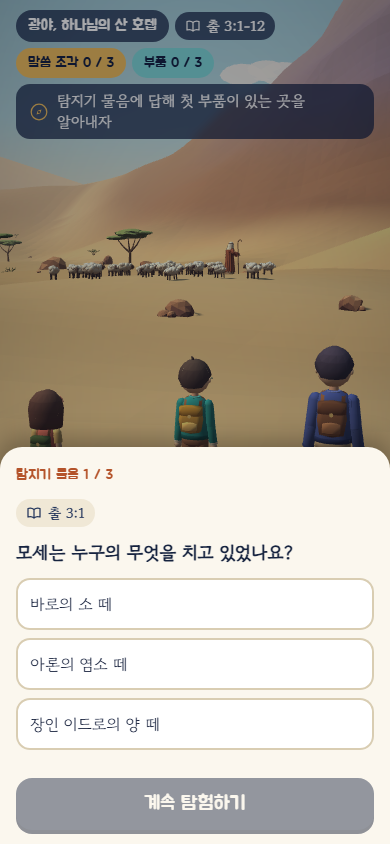 광야, 하나님의 산 호렙
출 3:1-12
말씀 조각 0 / 3
부품 0 / 3
탐지기 물음에 답해 첫 부품이 있는 곳을
알아내자
탐지기 물음 1 / 3
출 3:1
모세는 누구의 무엇을 치고 있었나요?
바로의 소 떼
아론의 염소 떼
장인 이드로의 양 떼
계속 탐험하기